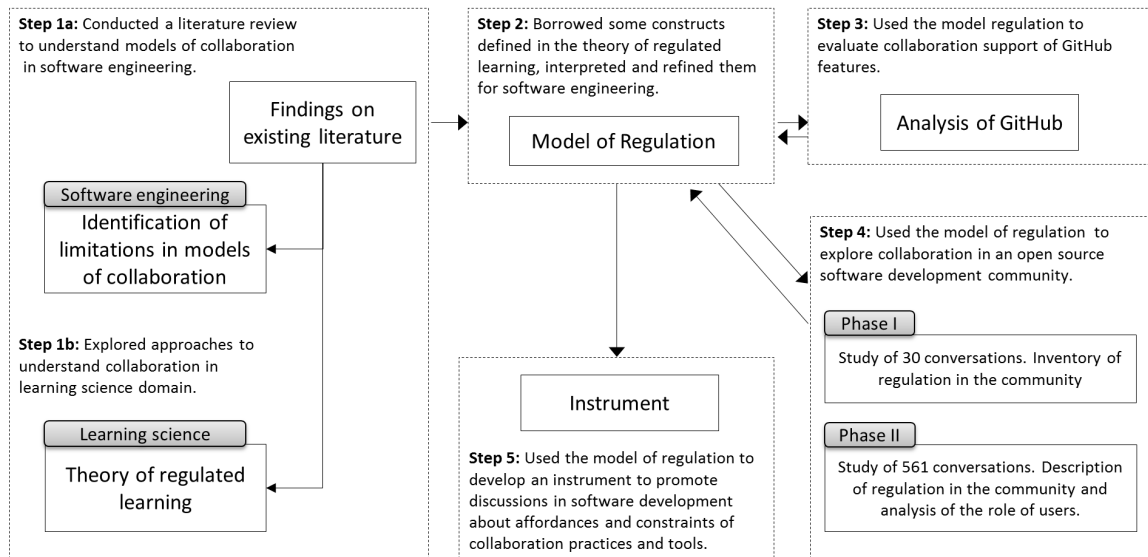 Step 1a: Conducted a literature review
to understand models of collaboration
in software engineering.
Findings on
existing literature
Software engineering
Identification of
limitations in models
of collaboration
Step 1b: Explored approaches to
understand collaboration in
learning science domain.
Learning science
Theory of regulated
learning
Step 2: Borrowed some constructs
defined in the theory of regulated
learning, interpreted and refined them
for software engineering.
Model of Regulation
Step 3: Used the model regulation to
evaluate collaboration support of GitHub
features.
Analysis of GitHub
Step 4: Used the model of regulation to
explore collaboration in an open source
software development community.
Phase I
Study of 30 conversations. Inventory of
regulation in the community
Phase II
Study of 561 conversations. Description
of regulation in the community and
analysis of the role of users.
Instrument
Step 5: Used the model of regulation to
develop an instrument to promote
discussions in software development
about affordances and constraints of
collaboration practices and tools.